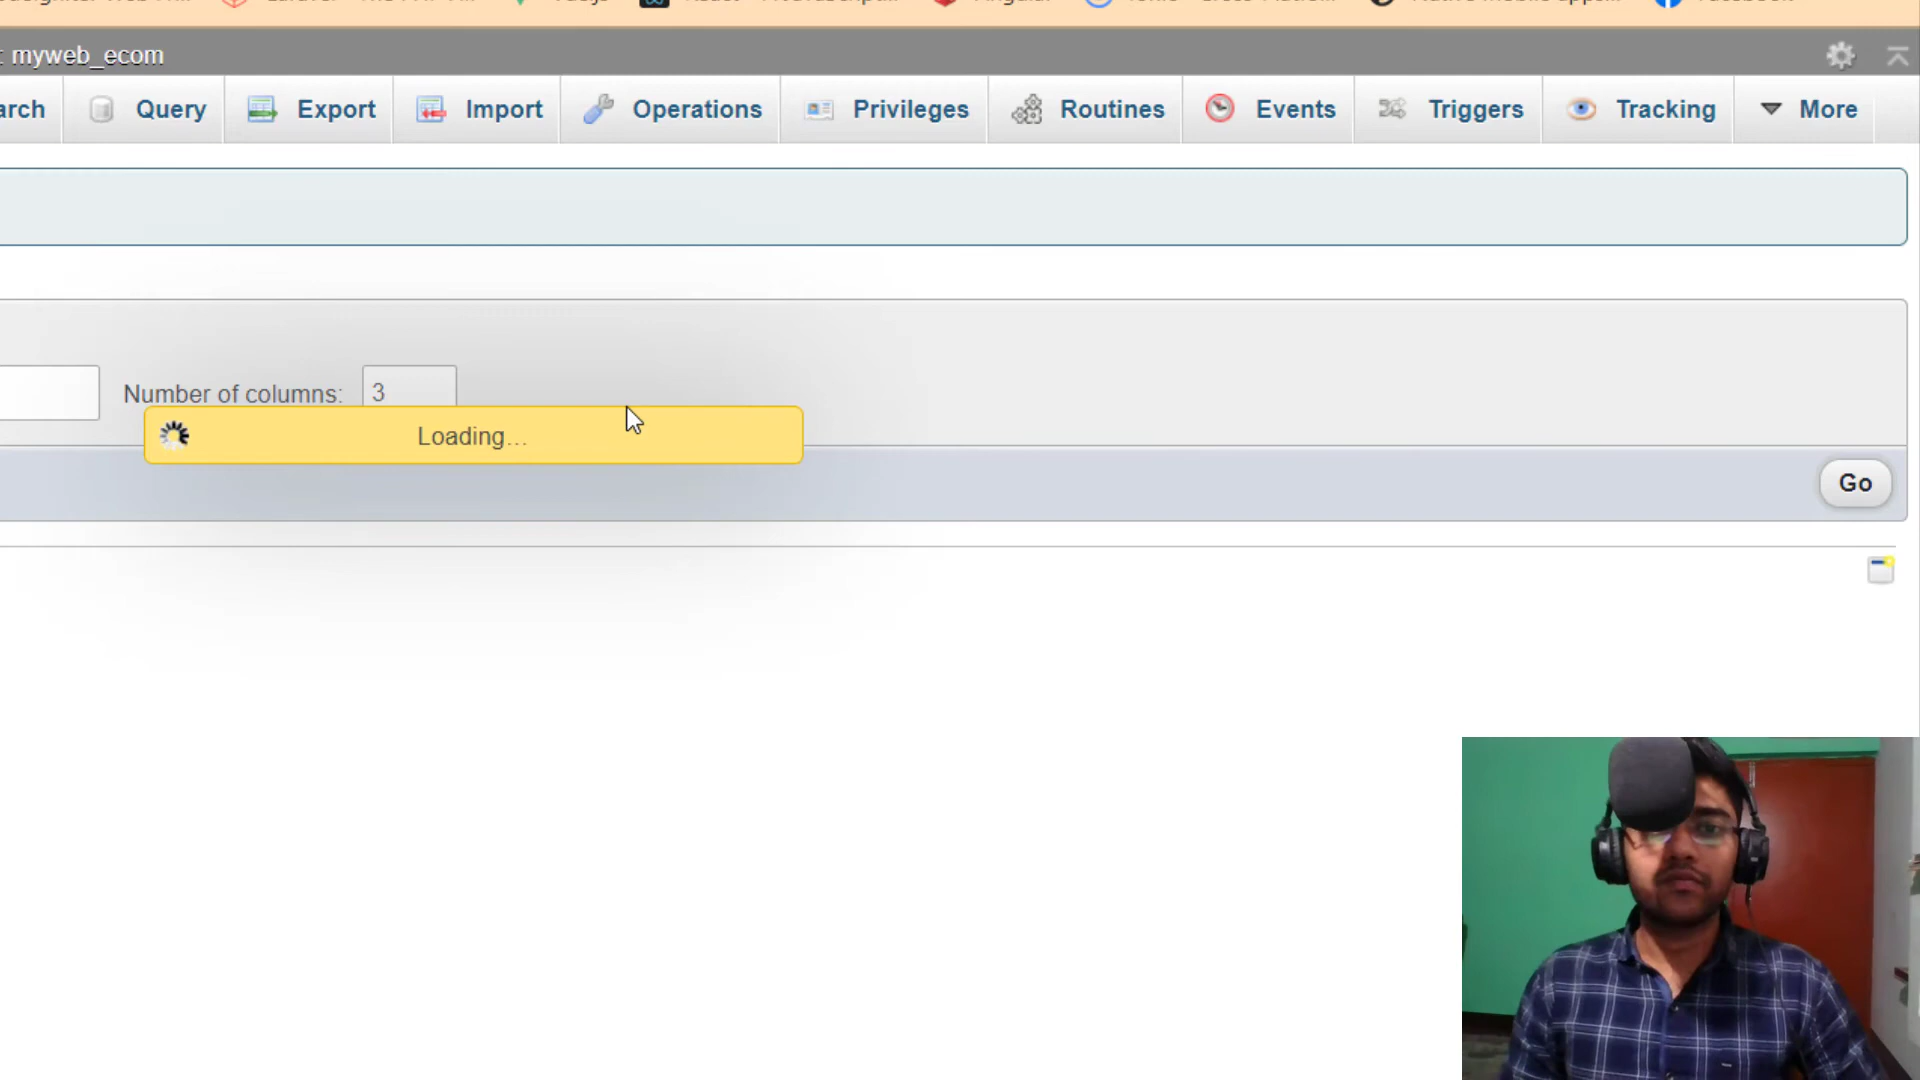 : myweb_ecom
arch Query Export Import Operations Privileges Routines Events Triggers Tracking More
Number of columns: 3
Loading...
Go